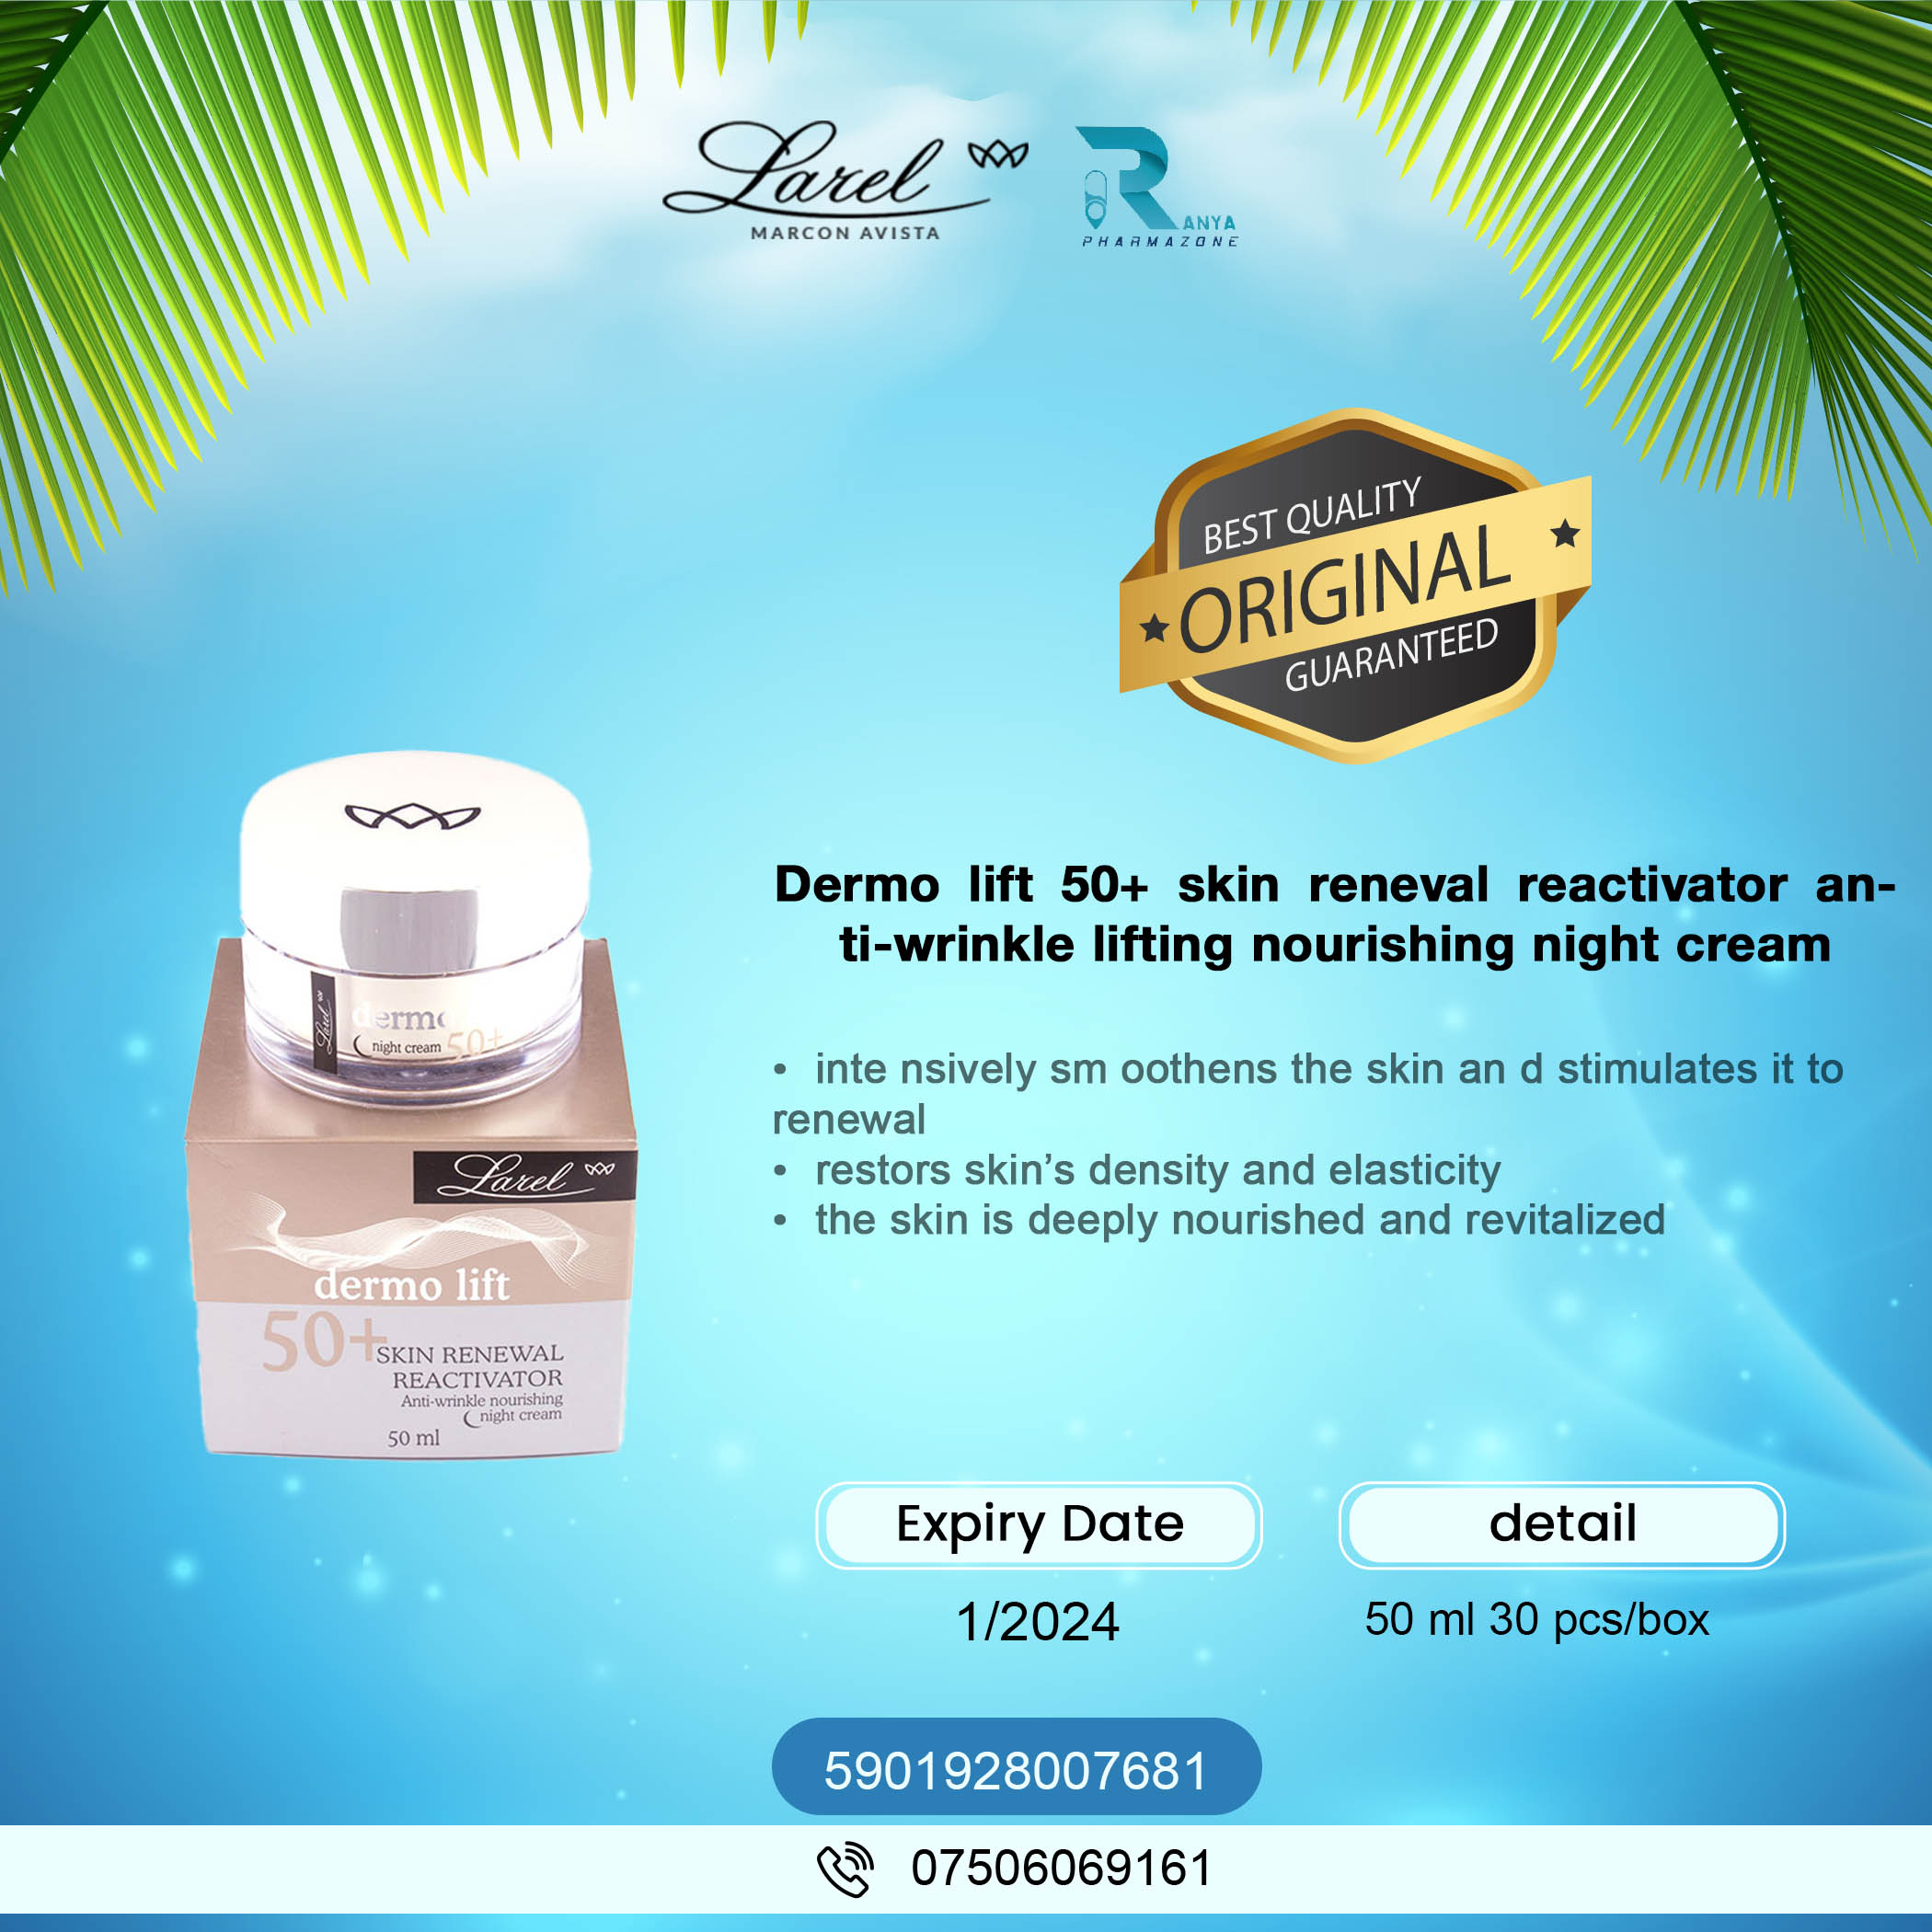 Larel
MARCON AVISTA
RANYA
PHARMAZONE
BEST QUALITY
ORIGINAL
GUARANTEED
Dermo lift 50+ skin reneval reactivator an-
ti-wrinkle lifting nourishing night cream
• inte nsively sm oothens the skin an d stimulates it to
renewal
• restors skin’s density and elasticity
• the skin is deeply nourished and revitalized
Larel
night cream 50+
Larel
dermo lift
50+
SKIN RENEWAL
REACTIVATOR
Anti-wrinkle nourishing
night cream
50 ml
Expiry Date
detail
1/2024
50 ml 30 pcs/box
5901928007681
07506069161